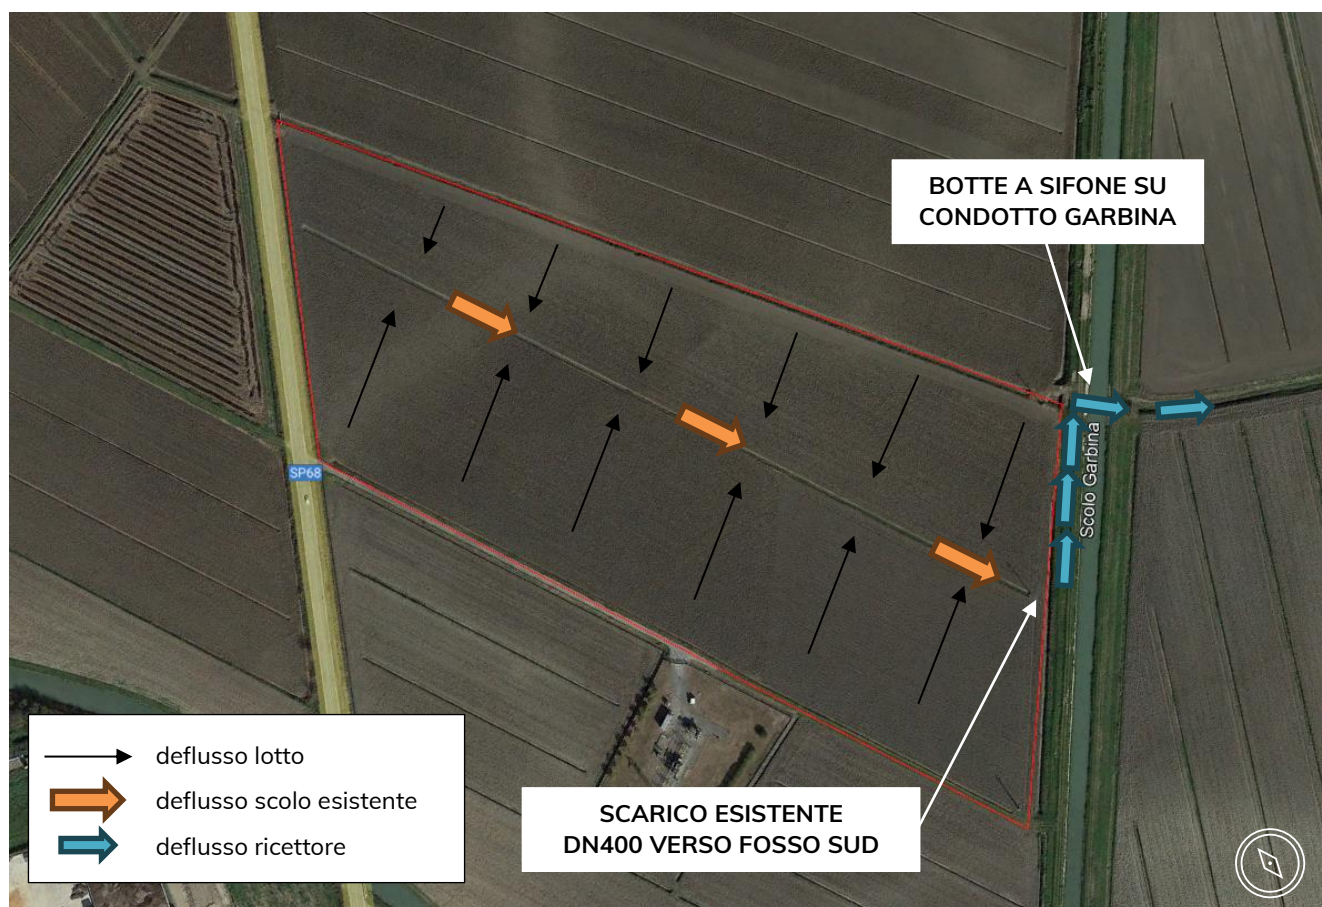 BOTTE A SIFONE SU
CONDOTTO GARBINA
Scolo Garbina
SP68
deflusso lotto
deflusso scolo esistente
deflusso ricettore
SCARICO ESISTENTE
DN400 VERSO FOSSO SUD